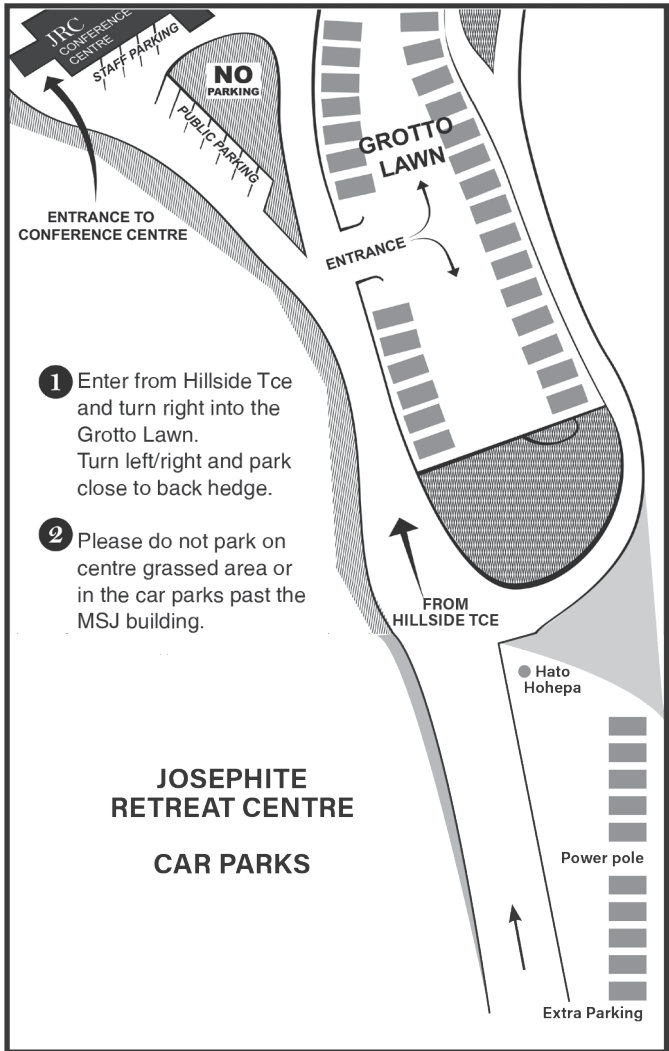 JRC
CONFERENCE
CENTRE
STAFF PARKING
NO
PARKING
PUBLIC PARKING
GROTTO
LAWN
ENTRANCE TO
CONFERENCE CENTRE
ENTRANCE
1 Enter from Hillside Tce
and turn right into the
Grotto Lawn.
Turn left/right and park
close to back hedge.
2 Please do not park on
centre grassed area or
in the car parks past the
MSJ building.
FROM
HILLSIDE TCE
Hato
Hohepa
JOSEPHITE
RETREAT CENTRE
CAR PARKS
Power pole
Extra Parking